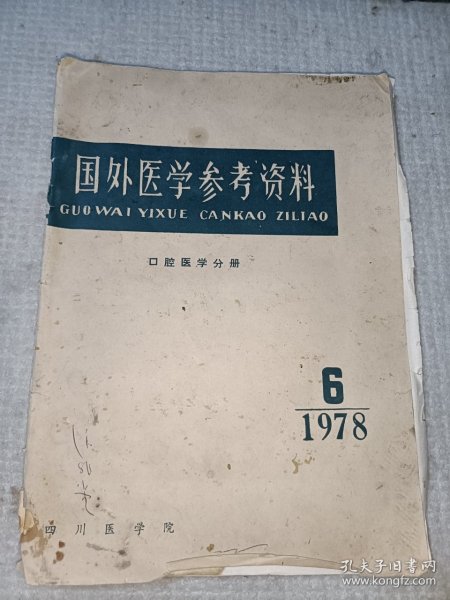 国外医学参考资料
GUOWAI YIXUE CANKAO ZILIAO
口腔医学分册
6
1978
四川医学院
孔夫子旧书网
www.kongfz.com